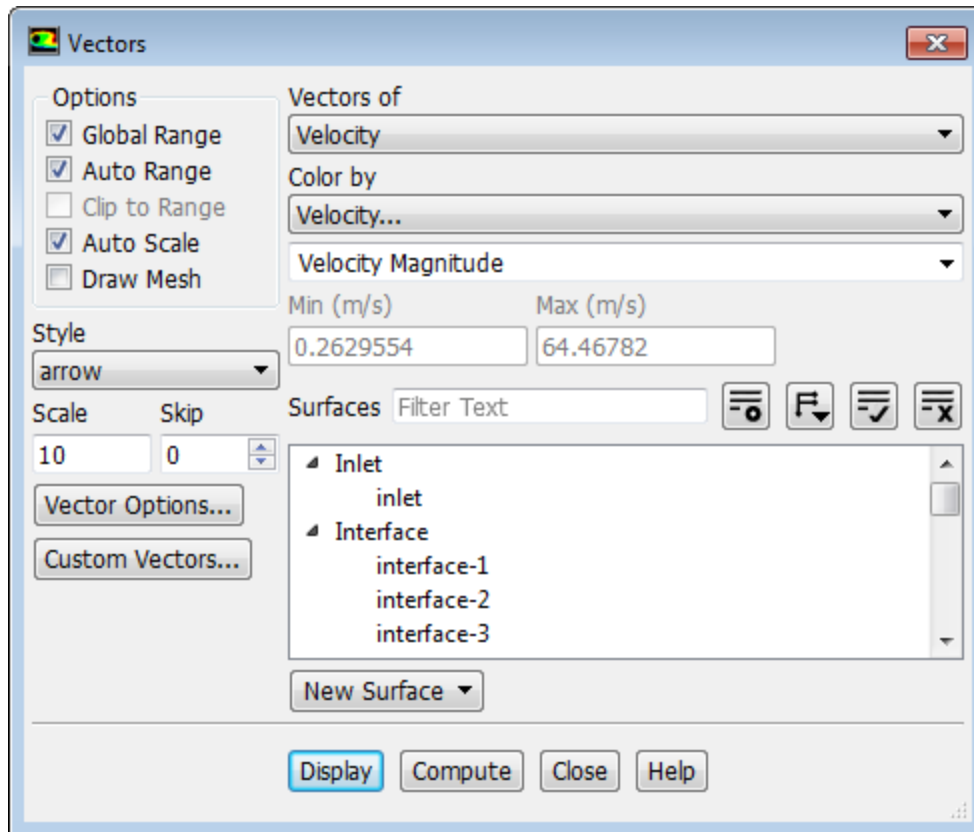 Vectors
Options
Global Range
Auto Range
Clip to Range
Auto Scale
Draw Mesh
Style
arrow
Scale Skip
10 0
Vector Options...
Custom Vectors...
Vectors of
Velocity
Color by
Velocity...
Velocity Magnitude
Min (m/s) Max (m/s)
0.2629554 64.46782
Surfaces Filter Text
Inlet
inlet
Interface
interface-1
interface-2
interface-3
New Surface
Display Compute Close Help